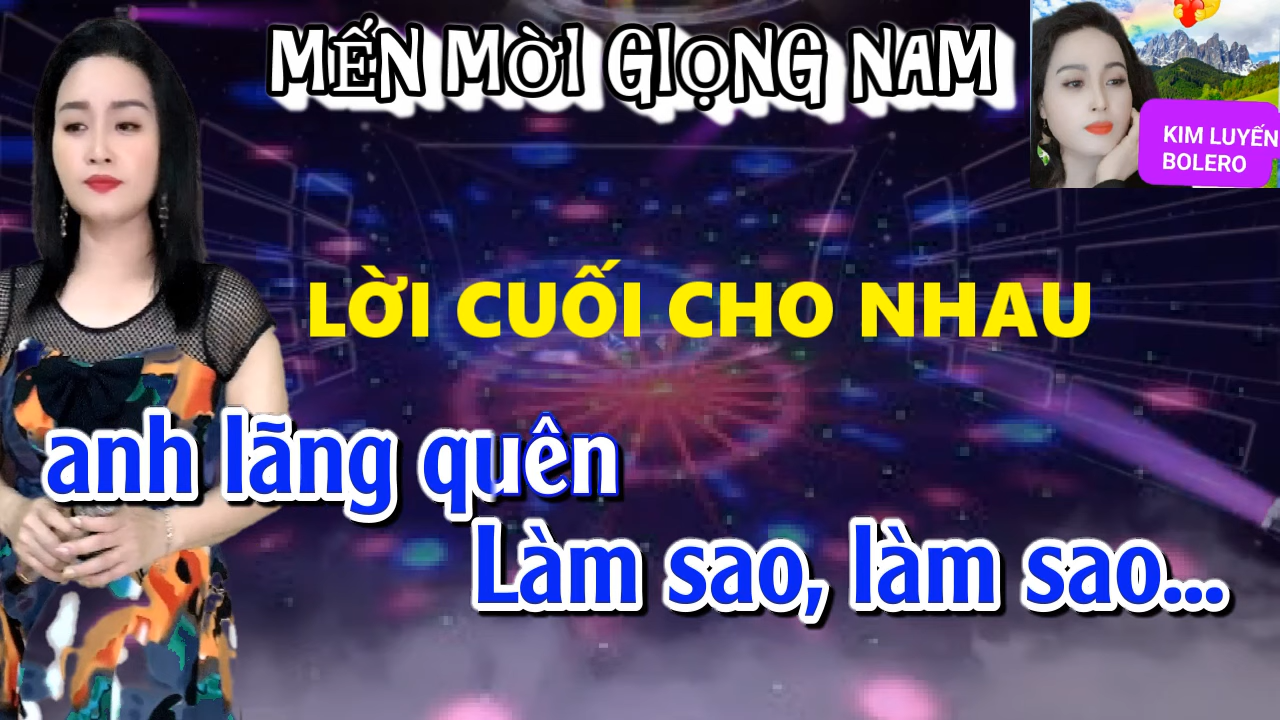 MẾN MỜI GIỌNG NAM
KIM LUYẾN
BOLERO
LỜI CUỐI CHO NHAU
anh lãng quên
Làm sao, làm sao...